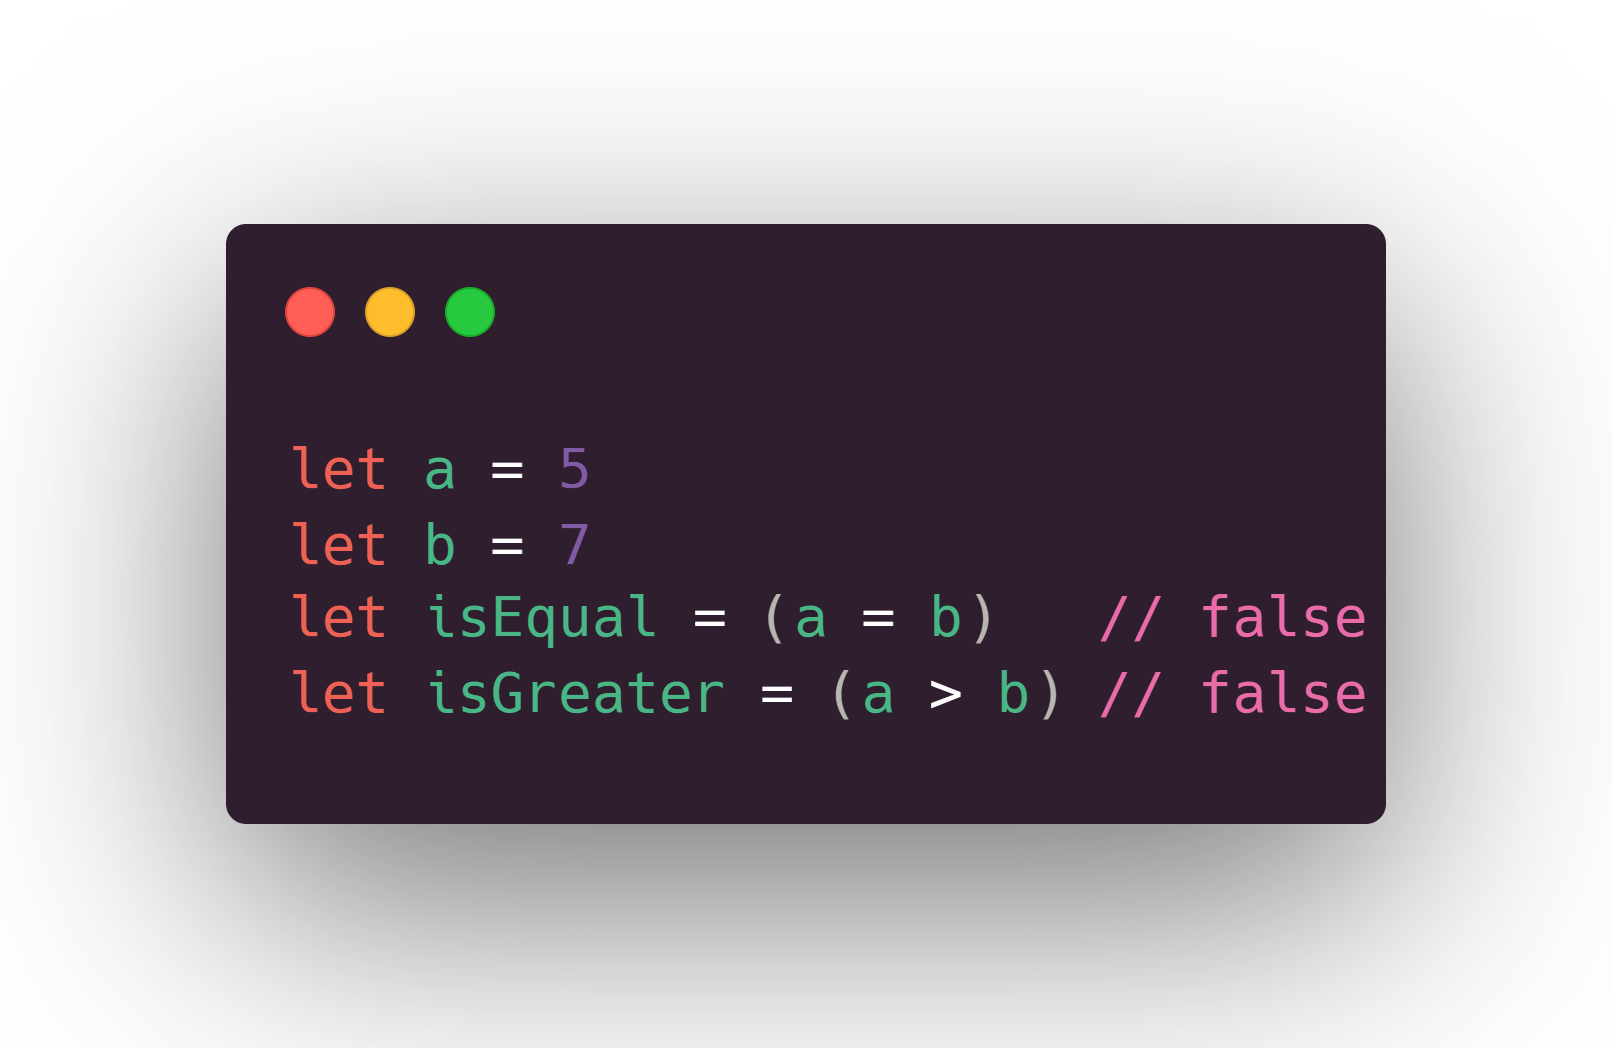 let a = 5
let b = 7
let isEqual = (a = b)   // false
let isGreater = (a > b) // false